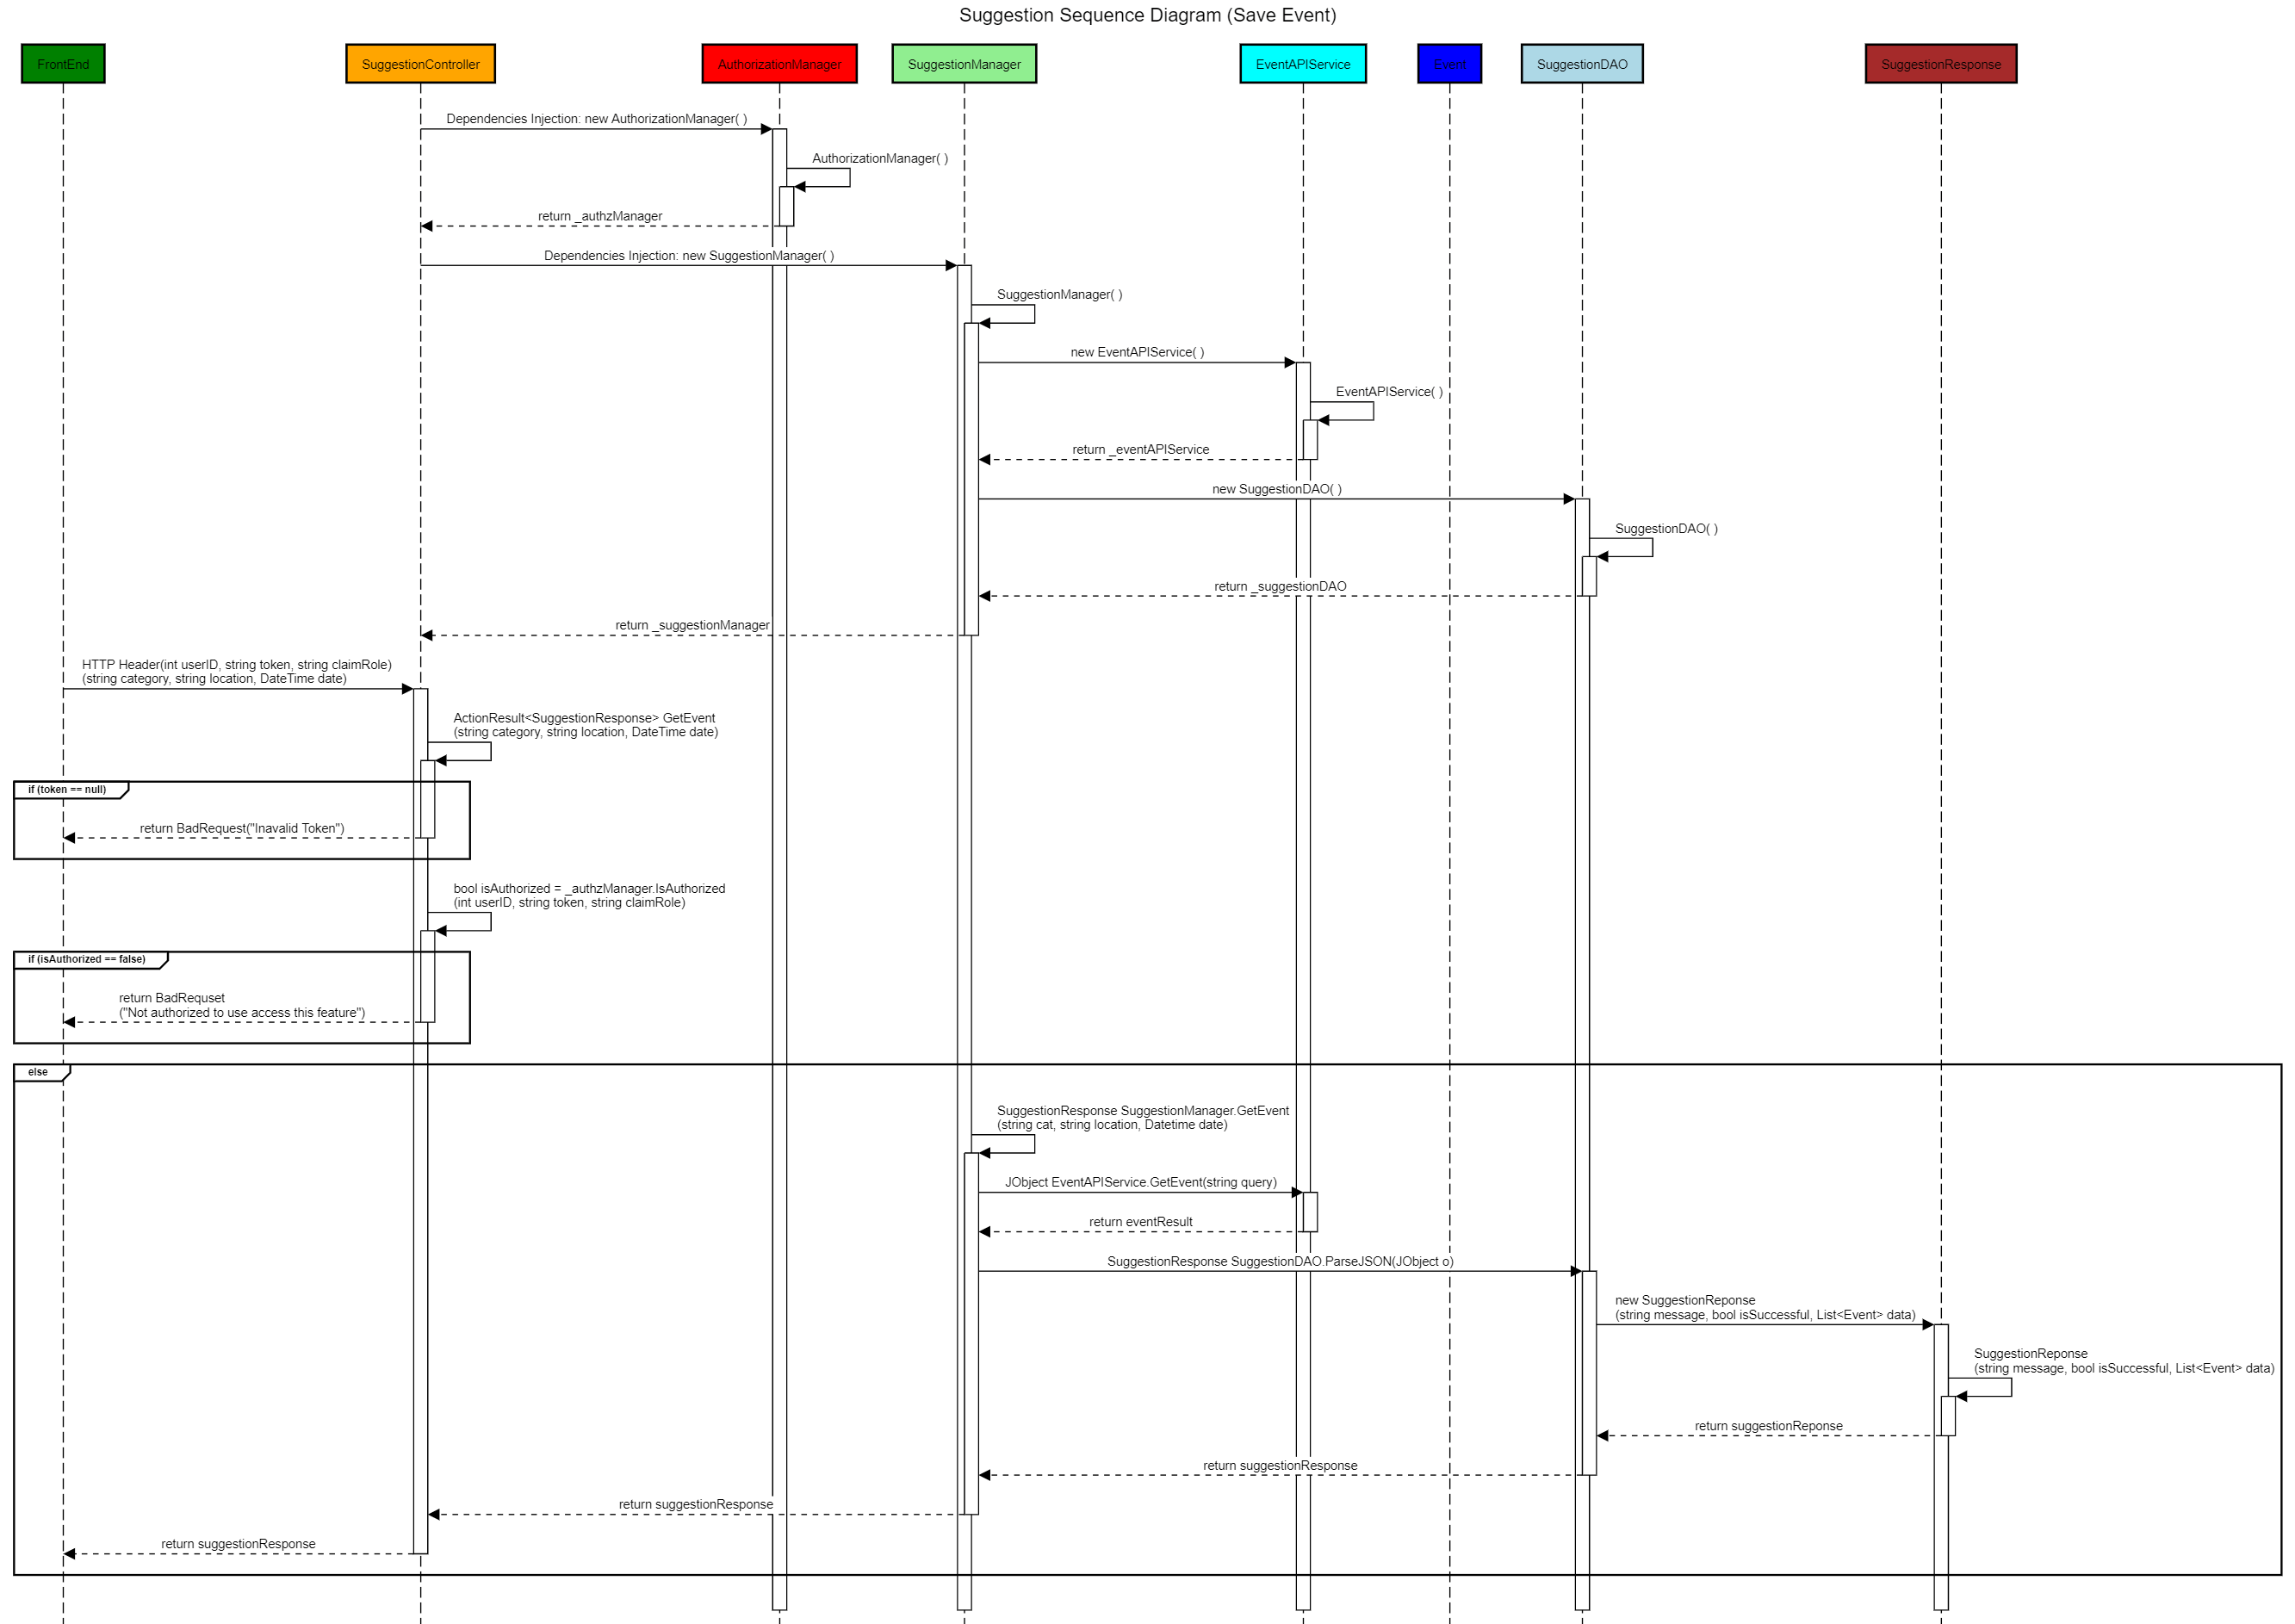 Suggestion Sequence Diagram (Save Event)
FrontEnd
SuggestionController
AuthorizationManager
SuggestionManager
EventAPIService
Event
SuggestionDAO
SuggestionResponse
Dependencies Injection: new AuthorizationManager( )
AuthorizationManager( )
return _authzManager
Dependencies Injection: new SuggestionManager( )
SuggestionManager( )
new EventAPIService( )
EventAPIService( )
return _eventAPIService
new SuggestionDAO( )
SuggestionDAO( )
return _suggestionDAO
return _suggestionManager
HTTP Header(int userID, string token, string claimRole)
(string category, string location, DateTime date)
ActionResult<SuggestionResponse> GetEvent
(string category, string location, DateTime date)
if (token == null)
return BadRequest("Inavalid Token")
bool isAuthorized = _authzManager.IsAuthorized
(int userID, string token, string claimRole)
if (isAuthorized == false)
return BadRequset
("Not authorized to use access this feature")
else
SuggestionResponse SuggestionManager.GetEvent
(string cat, string location, Datetime date)
JObject EventAPIService.GetEvent(string query)
return eventResult
SuggestionResponse SuggestionDAO.ParseJSON(JObject o)
new SuggestionReponse
(string message, bool isSuccessful, List<Event> data)
SuggestionReponse
(string message, bool isSuccessful, List<Event> data)
return suggestionReponse
return suggestionResponse
return suggestionResponse
return suggestionResponse